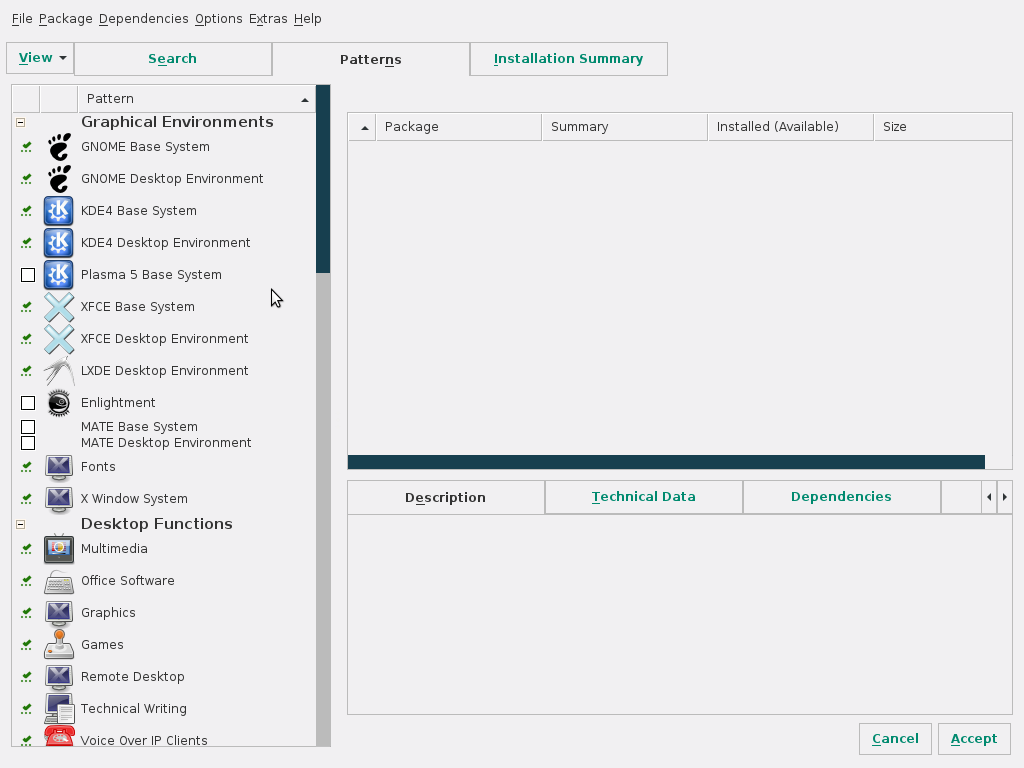 File Package Dependencies Options Extras Help
View Search Patterns Installation Summary
Pattern
Graphical Environments
GNOME Base System
GNOME Desktop Environment
KDE4 Base System
KDE4 Desktop Environment
Plasma 5 Base System
XFCE Base System
XFCE Desktop Environment
LXDE Desktop Environment
Enlightment
MATE Base System
MATE Desktop Environment
Fonts
X Window System
Desktop Functions
Multimedia
Office Software
Graphics
Games
Remote Desktop
Technical Writing
Voice Over IP Clients
Package Summary Installed (Available) Size
Description Technical Data Dependencies
Cancel Accept